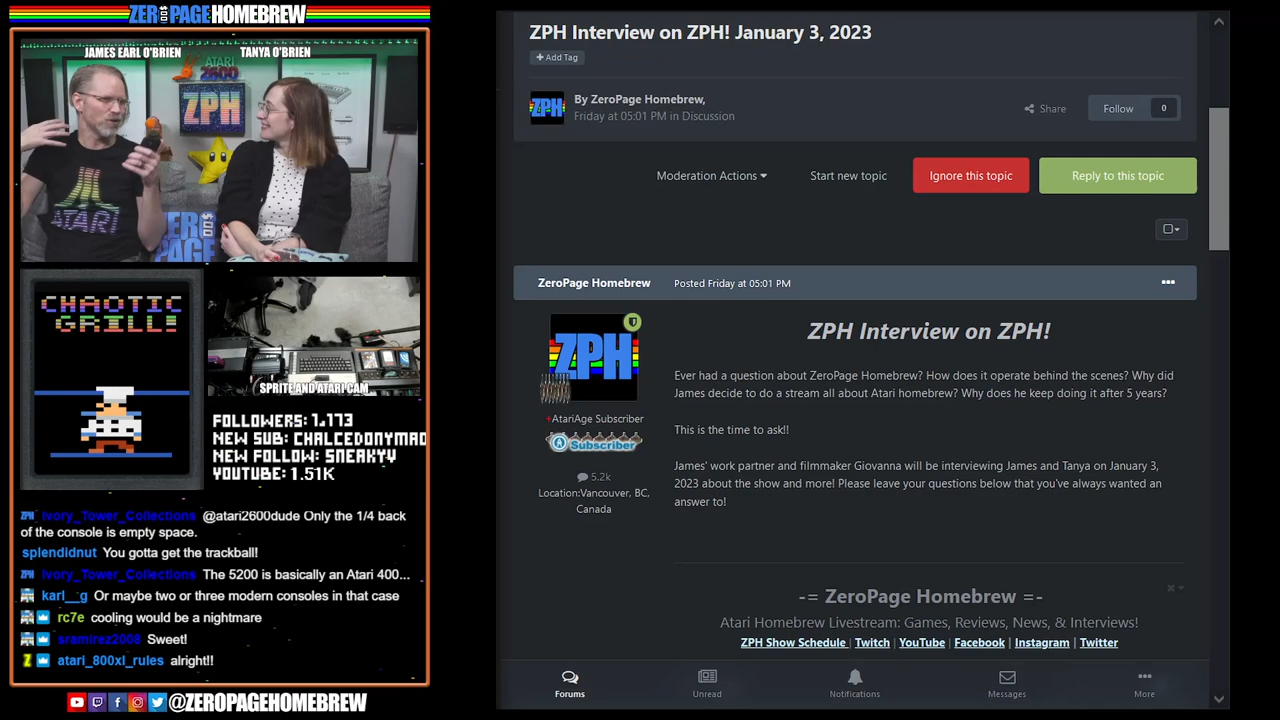 ZEROPAGE HOMEBREW
JAMES EARL O'BRIEN
TANYA O'BRIEN
ATARI
2600
ZPH
ATARI
ZERO
PAGE
CHAOTIC
GRILL!
SPRITE AND ATARI CAM
FOLLOWERS: 1,173
NEW SUB: CHALCEDONYMAO
NEW FOLLOW: SNEAKTY
YOUTUBE: 1.51K
Ivory_Tower_Collections @atari2600dude Only the 1/4 back
of the console is empty space.
splendidnut You gotta get the trackball!
Ivory_Tower_Collections The 5200 is basically an Atari 400...
karl__g Or maybe two or three modern consoles in that case
rc7e cooling would be a nightmare
sramirez2008 Sweet!
atari_800xl_rules alright!!
@ZEROPAGEHOMEBREW
ZPH Interview on ZPH! January 3, 2023
+ Add Tag
ZPH
By ZeroPage Homebrew,
Friday at 05:01 PM in Discussion
Share
Follow 0
Moderation Actions
Start new topic
Ignore this topic
Reply to this topic
ZeroPage Homebrew
Posted Friday at 05:01 PM
ZPH
+AtariAge Subscriber
Subscriber
5.2k
Location:Vancouver, BC,
Canada
ZPH Interview on ZPH!
Ever had a question about ZeroPage Homebrew? How does it operate behind the scenes? Why did
James decide to do a stream all about Atari homebrew? Why does he keep doing it after 5 years?
This is the time to ask!!
James' work partner and filmmaker Giovanna will be interviewing James and Tanya on January 3,
2023 about the show and more! Please leave your questions below that you've always wanted an
answer to!
-= ZeroPage Homebrew =-
Atari Homebrew Livestream: Games, Reviews, News, & Interviews!
ZPH Show Schedule | Twitch | YouTube | Facebook | Instagram | Twitter
Forums
Unread
Notifications
Messages
More